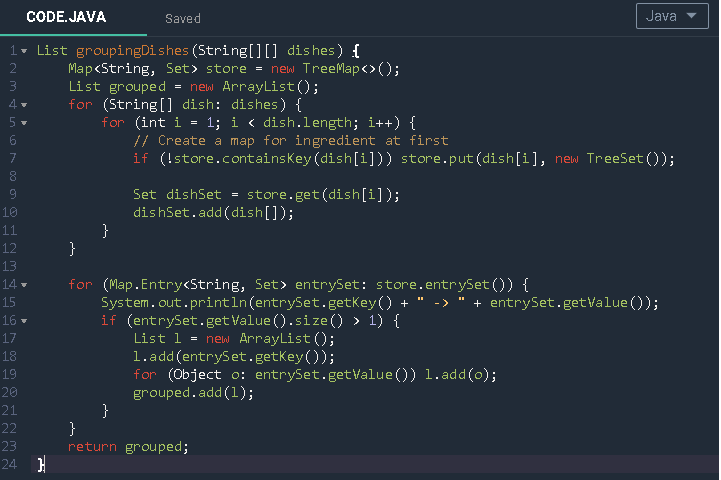 CODE.JAVA Saved Java
1 List groupingDishes(String[][] dishes) {
2 Map<String, Set> store = new TreeMap<>();
3 List grouped = new ArrayList();
4 for (String[] dish: dishes) {
5 for (int i = 1; i < dish.length; i++) {
6 // Create a map for ingredient at first
7 if (!store.containsKey(dish[i])) store.put(dish[i], new TreeSet());
8
9 Set dishSet = store.get(dish[i]);
10 dishSet.add(dish[]);
11 }
12 }
13
14 for (Map.Entry<String, Set> entrySet: store.entrySet()) {
15 System.out.println(entrySet.getKey() + " -> " + entrySet.getValue());
16 if (entrySet.getValue().size() > 1) {
17 List l = new ArrayList();
18 l.add(entrySet.getKey());
19 for (Object o: entrySet.getValue()) l.add(o);
20 grouped.add(l);
21 }
22 }
23 return grouped;
24 }